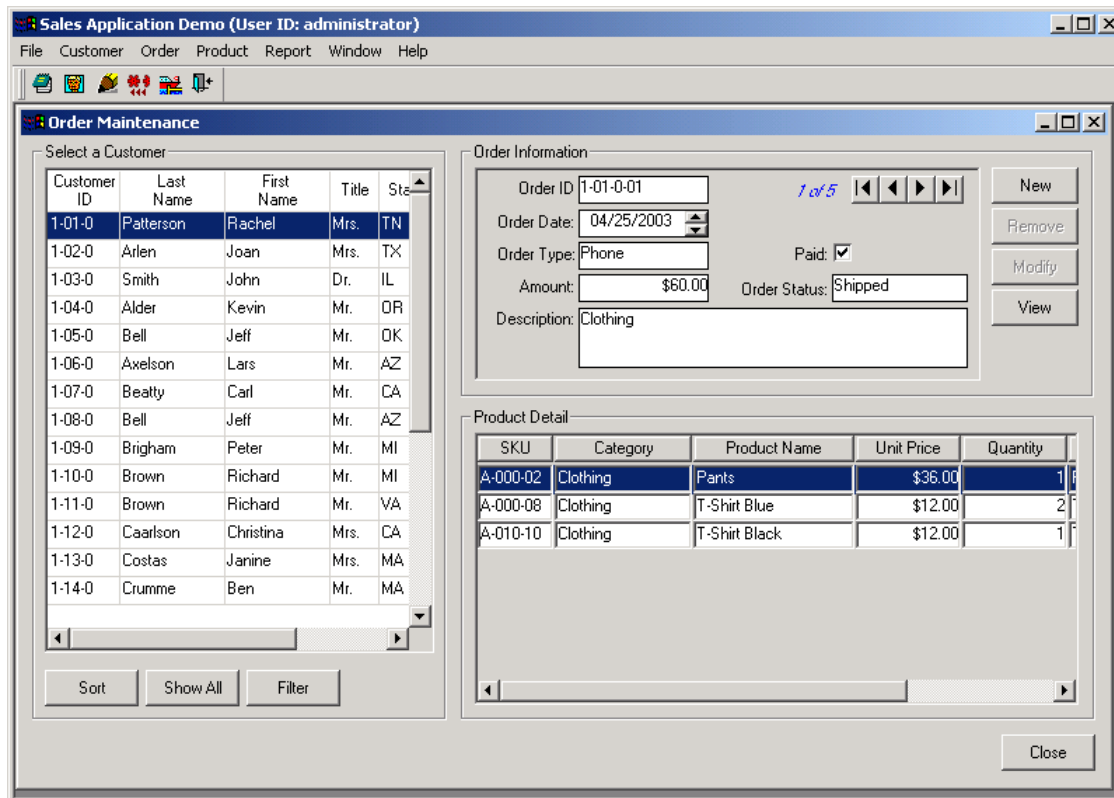 Sales Application Demo (User ID: administrator)
File Customer Order Product Report Window Help
Order Maintenance
Select a Customer
Customer ID Last Name First Name Title Sta
1-01-0 Patterson Rachel Mrs. TN
1-02-0 Arlen Joan Mrs. TX
1-03-0 Smith John Dr. IL
1-04-0 Alder Kevin Mr. OR
1-05-0 Bell Jeff Mr. OK
1-06-0 Axelson Lars Mr. AZ
1-07-0 Beatty Carl Mr. CA
1-08-0 Bell Jeff Mr. AZ
1-09-0 Brigham Peter Mr. MI
1-10-0 Brown Richard Mr. MI
1-11-0 Brown Richard Mr. VA
1-12-0 Caarlson Christina Mrs. CA
1-13-0 Costas Janine Mrs. MA
1-14-0 Crumme Ben Mr. MA
Sort Show All Filter
Order Information
Order ID 1-01-0-01 1 of 5
Order Date: 04/25/2003
Order Type: Phone Paid:
Amount: $60.00 Order Status: Shipped
Description: Clothing
New
Remove
Modify
View
Product Detail
SKU Category Product Name Unit Price Quantity
A-000-02 Clothing Pants $36.00 1
A-000-08 Clothing T-Shirt Blue $12.00 2
A-010-10 Clothing T-Shirt Black $12.00 1
Close